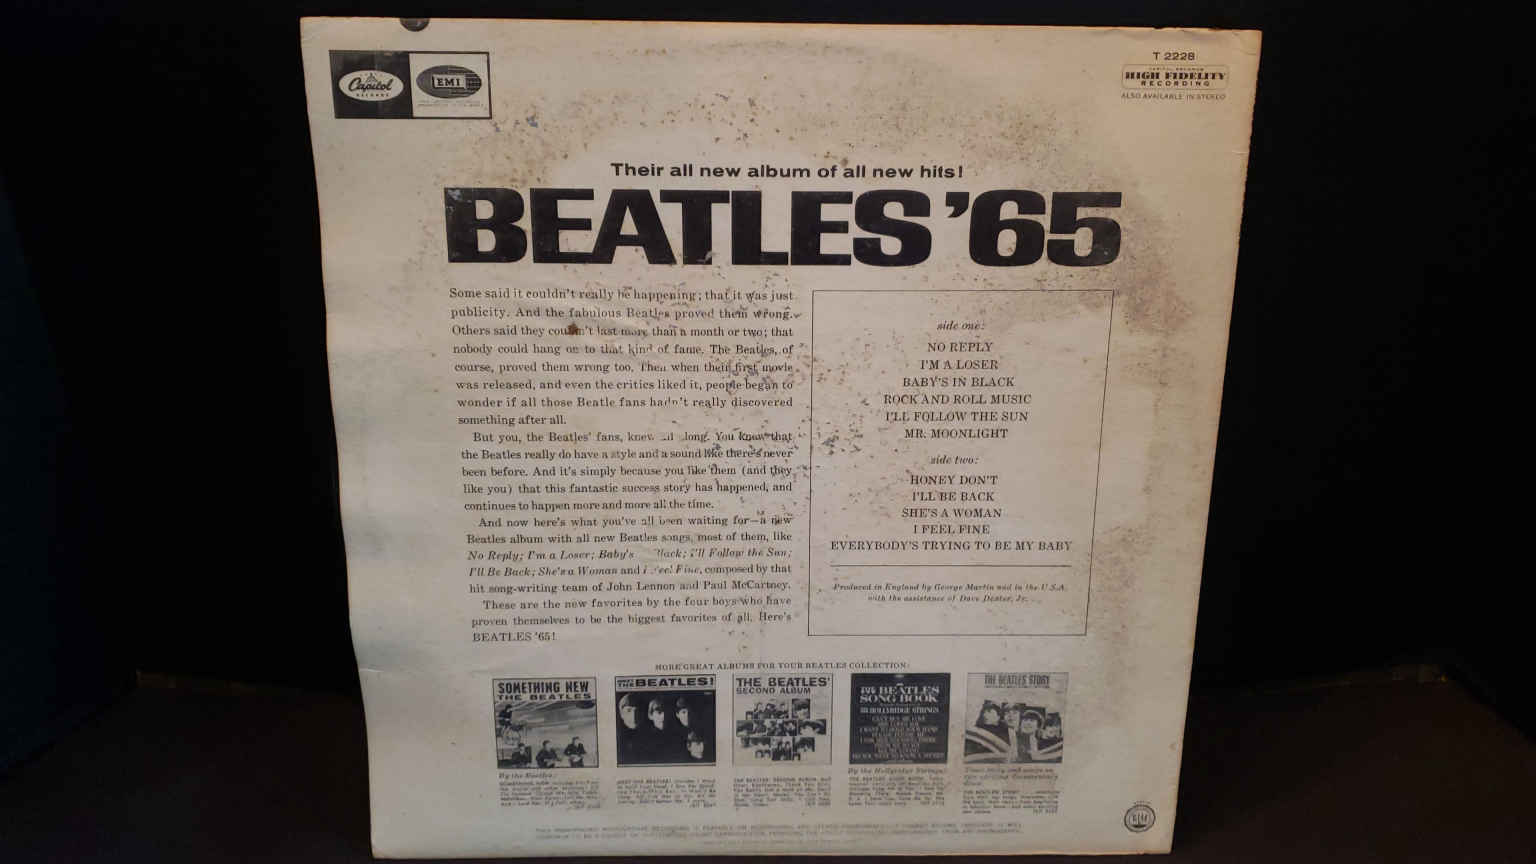 Capitol
RECORDS
EMI
T 2228
HIGH FIDELITY
RECORDING
ALSO AVAILABLE IN STEREO
Their all new album of all new hits!
BEATLES '65
Some said it couldn't really be happening; that it was just
publicity. And the fabulous Beatles proved them wrong.
Others said they couldn't last more than a month or two; that
nobody could hang on to that kind of fame. The Beatles, of
course, proved them wrong too. Then when their first movie
was released, and even the critics liked it, people began to
wonder if all those Beatle fans hadn't really discovered
something after all.
But you, the Beatles' fans, knew all along. You know that
the Beatles really do have a style and a sound like there's never
been before. And it's simply because you like them (and they
like you) that this fantastic success story has happened, and
continues to happen more and more all the time.
And now here's what you've all been waiting for—a new
Beatles album with all new Beatles songs, most of them, like
No Reply; I'm a Loser; Baby's Black; I'll Follow the Sun;
I'll Be Back; She's a Woman and I Feel Fine, composed by that
hit song-writing team of John Lennon and Paul McCartney.
These are the new favorites by the four boys who have
proven themselves to be the biggest favorites of all. Here's
BEATLES '65!
side one:
NO REPLY
I'M A LOSER
BABY'S IN BLACK
ROCK AND ROLL MUSIC
I'LL FOLLOW THE SUN
MR. MOONLIGHT
side two:
HONEY DON'T
I'LL BE BACK
SHE'S A WOMAN
I FEEL FINE
EVERYBODY'S TRYING TO BE MY BABY
Produced in England by George Martin and in the U.S.A.
with the assistance of Dave Dexter, Jr.
MORE GREAT ALBUMS FOR YOUR BEATLES COLLECTION:
SOMETHING NEW
THE BEATLES
MEET THE BEATLES!
THE BEATLES'
SECOND ALBUM
THE BEATLES
SONG BOOK
THE HOLLYRIDGE STRINGS
THE BEATLES' STORY
By the Beatles:
By the Hollyridge Strings: